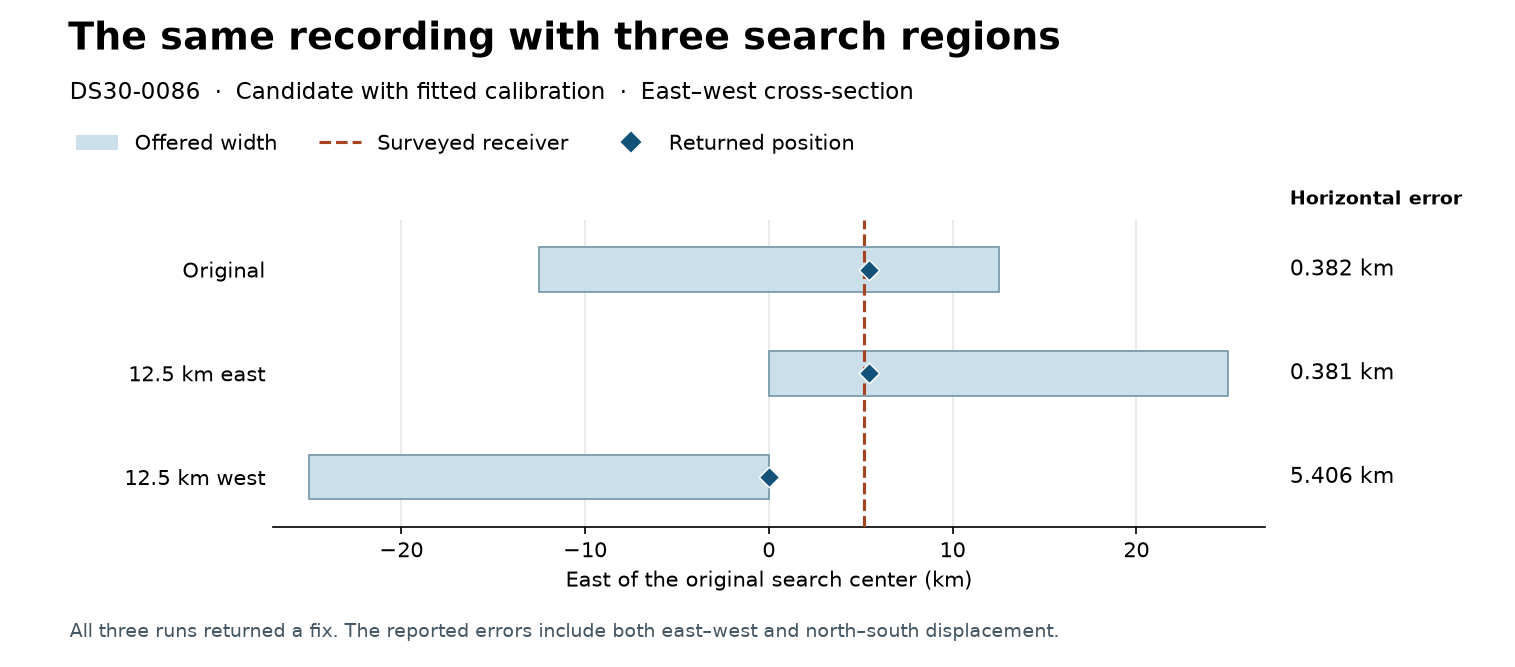 The same recording with three search regions
DS30-0086 · Candidate with fitted calibration · East–west cross-section
Offered width
Surveyed receiver
Returned position
Horizontal error
Original
0.382 km
12.5 km east
0.381 km
12.5 km west
5.406 km
−20
−10
0
10
20
East of the original search center (km)
All three runs returned a fix. The reported errors include both east–west and north–south displacement.